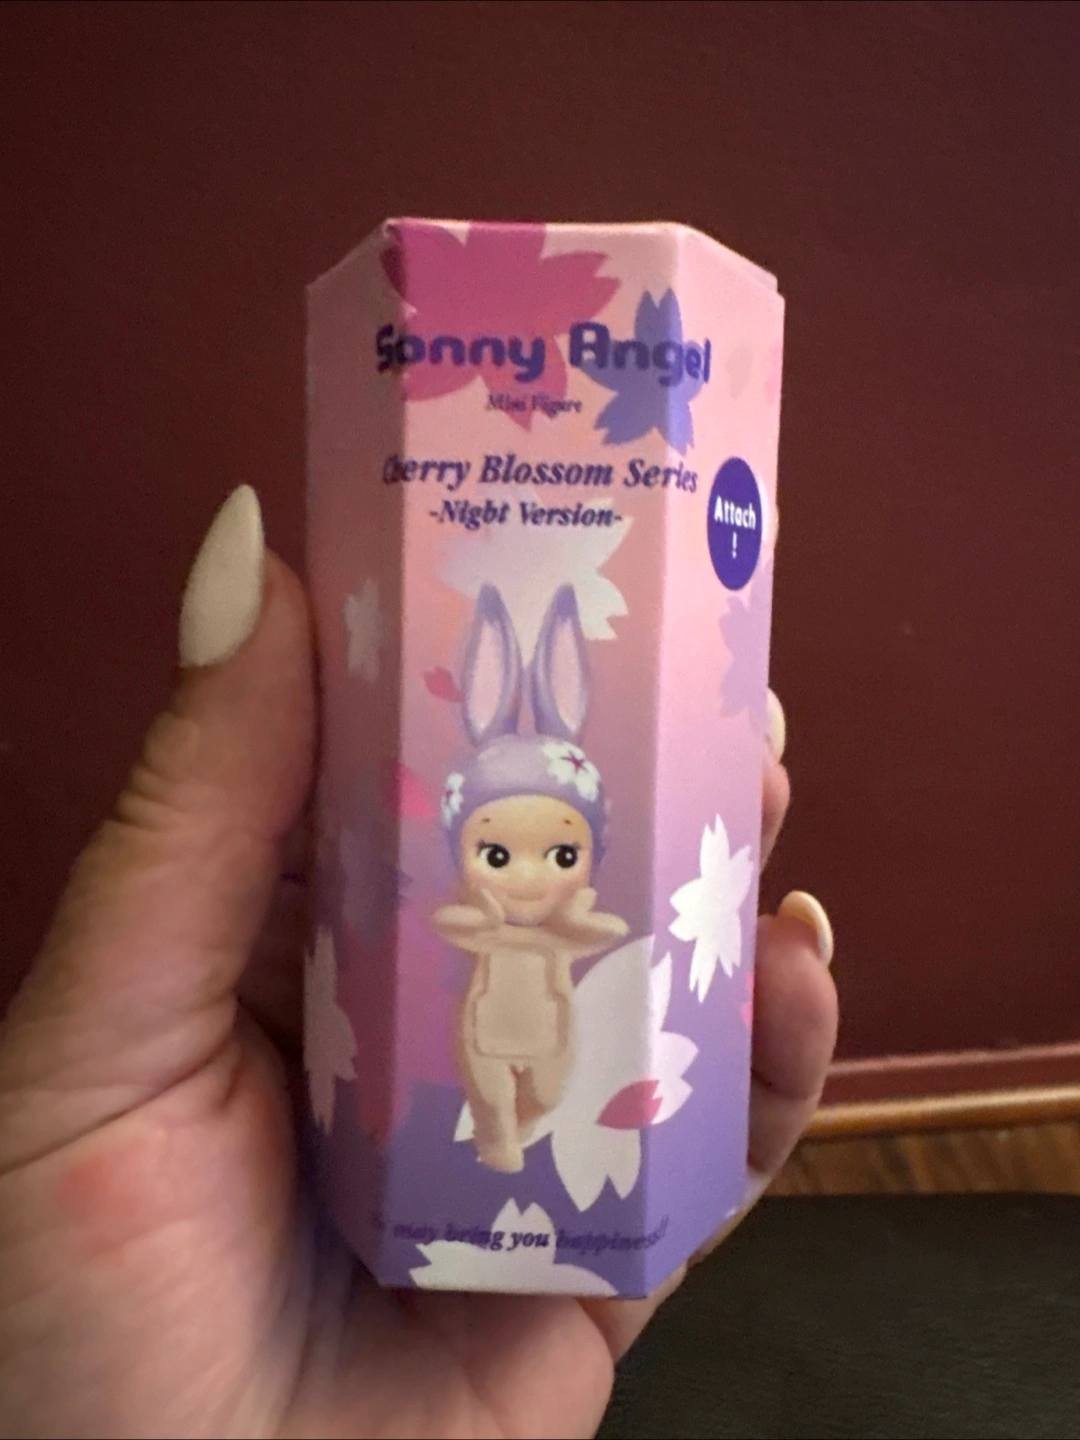 Sonny Angel
Mini Figure
Cherry Blossom Series
-Night Version-
Attach
!
may bring you happiness!